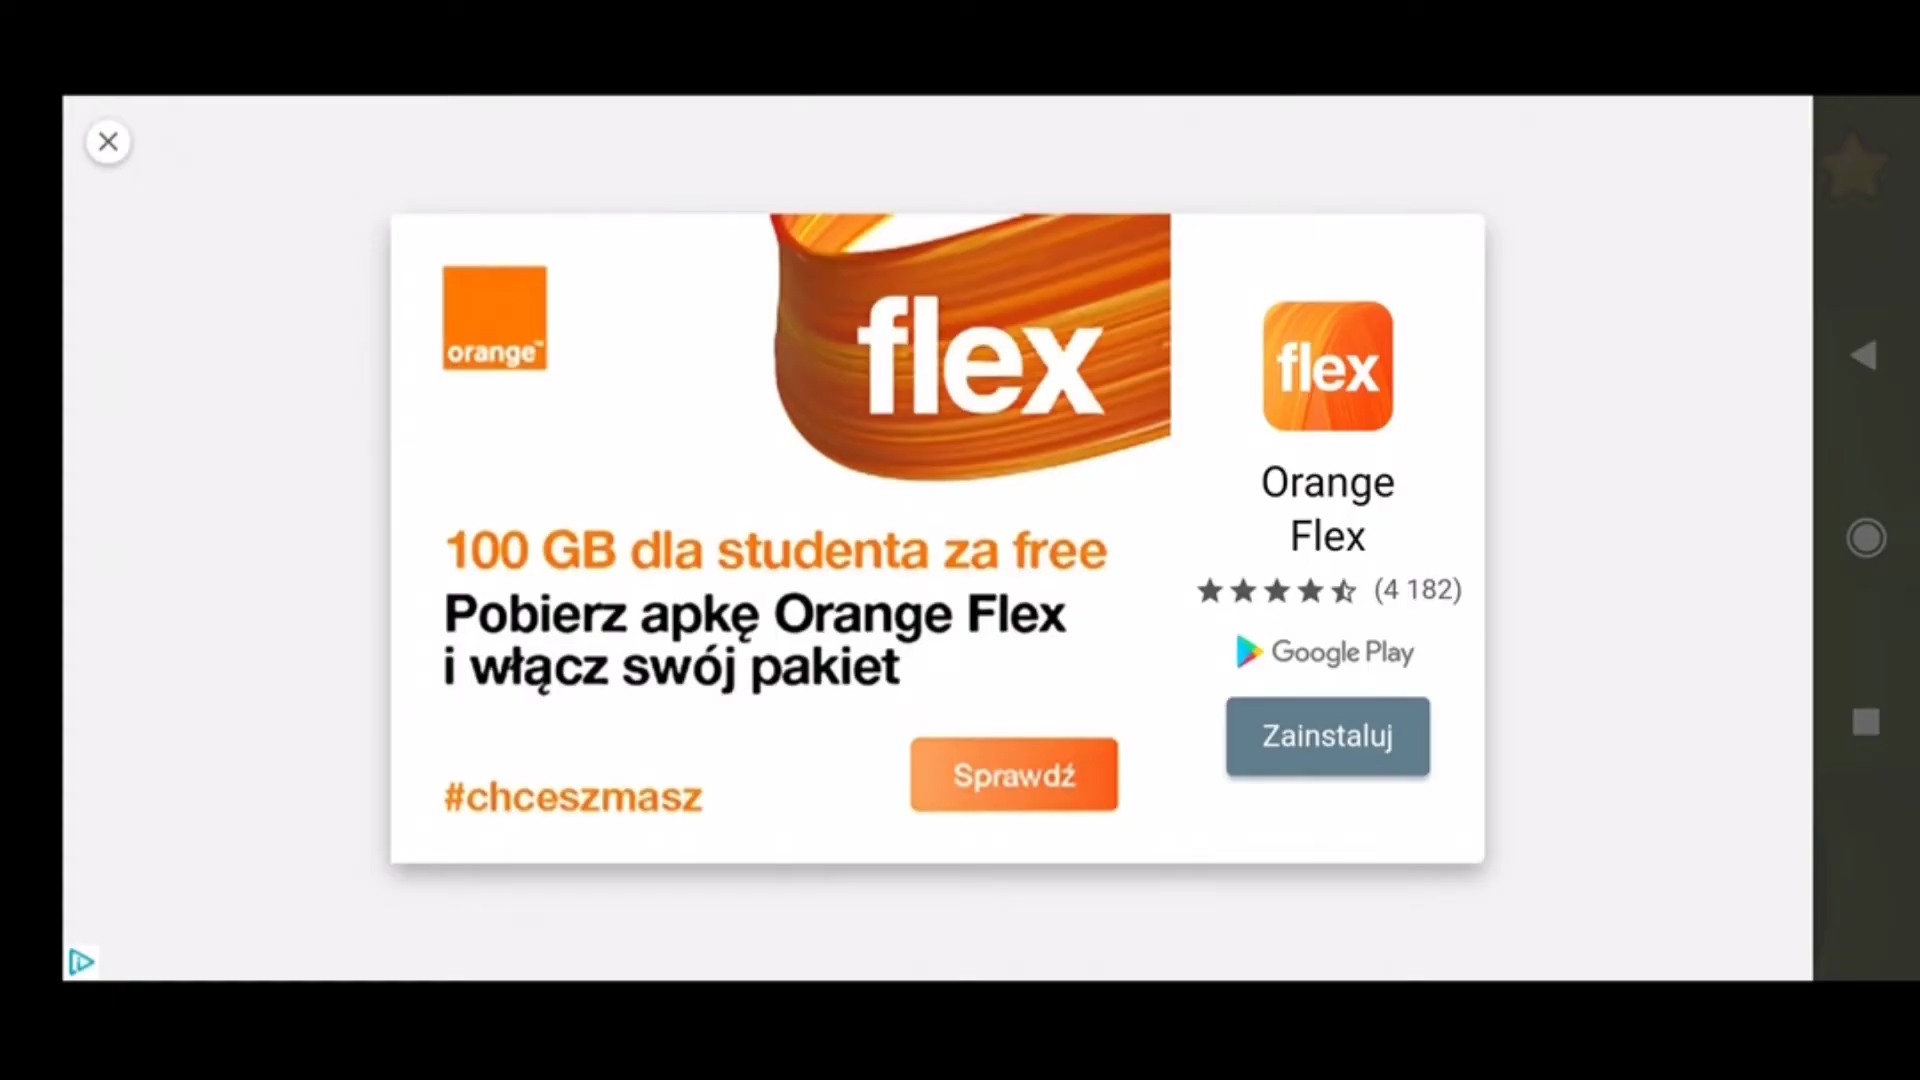 orange™
flex
100 GB dla studenta za free
Pobierz apkę Orange Flex
i włącz swój pakiet
#chceszmasz
Sprawdź
flex
Orange
Flex
(4 182)
Google Play
Zainstaluj